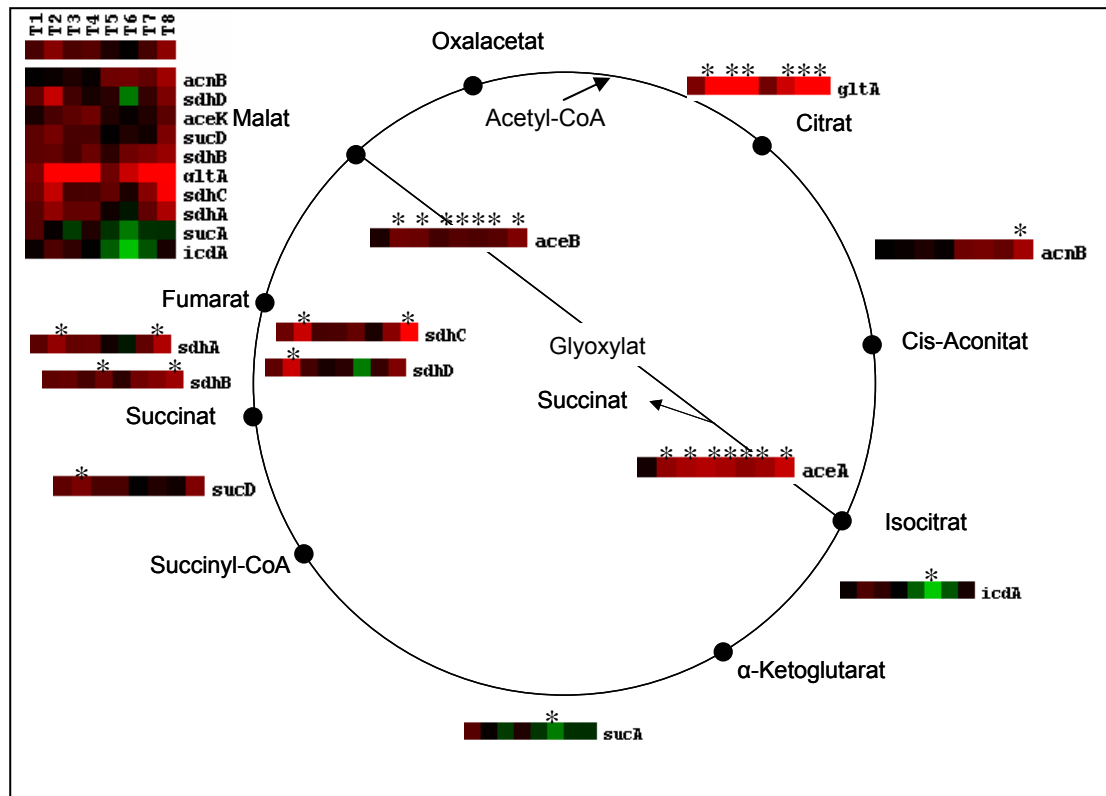 T1 T2 T3 T4 T5 T6 T7 T8
acnB
sdhD
aceK
sucD
sdhB
gltA
sdhC
sdhA
sucA
icdA
Oxalacetat
Acetyl-CoA
* ** ***
gltA
Citrat
Malat
* * ***** *
aceB
*
acnB
Fumarat
* *
sdhA
* *
sdhB
* *
sdhC
*
sdhD
Glyoxylat
Cis-Aconitat
Succinat
Succinat
* * ***** *
aceA
*
sucD
Isocitrat
Succinyl-CoA
*
icdA
α-Ketoglutarat
*
sucA